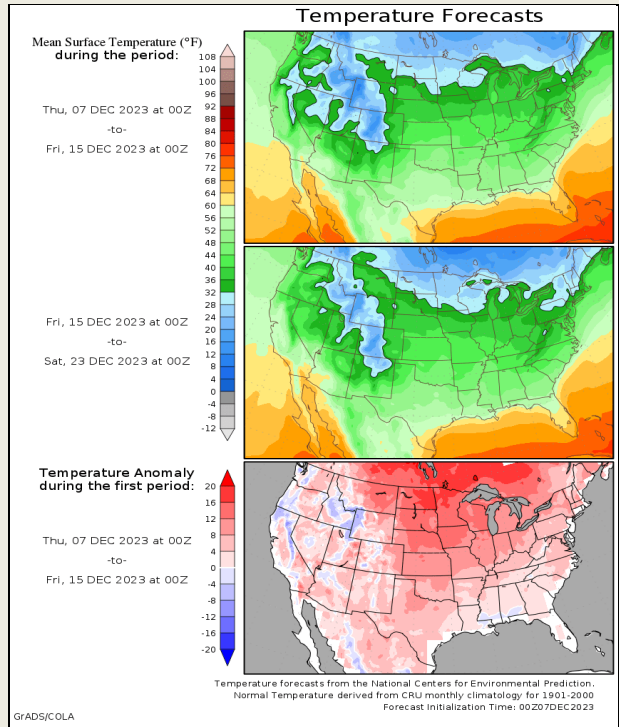 Temperature Forecasts
Mean Surface Temperature (°F)
during the period:
Thu, 07 DEC 2023 at 00Z
-to-
Fri, 15 DEC 2023 at 00Z
108
104
100
96
92
88
84
80
76
72
68
64
60
56
52
48
44
40
36
32
28
24
20
16
12
8
4
0
-4
-8
-12
Fri, 15 DEC 2023 at 00Z
-to-
Sat, 23 DEC 2023 at 00Z
Temperature Anomaly
during the first period:
Thu, 07 DEC 2023 at 00Z
-to-
Fri, 15 DEC 2023 at 00Z
20
16
12
8
4
0
-4
-8
-12
-16
-20
Temperature forecasts from the National Centers for Environmental Prediction.
Normal Temperature derived from CRU monthly climatology for 1901-2000
Forecast Initialization Time: 00Z07DEC2023
GrADS/COLA